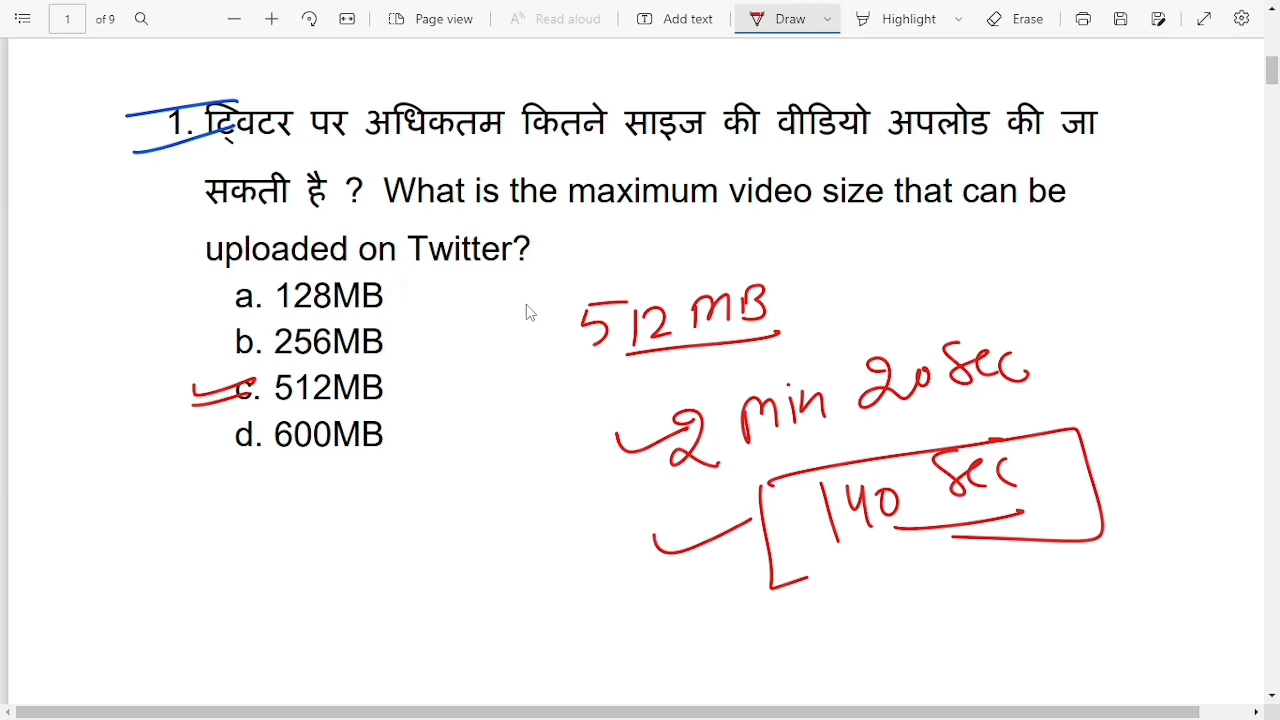 1 of 9 Page view Read aloud Add text Draw Highlight Erase
1. ट्विटर पर अधिकतम कितने साइज की वीडियो अपलोड की जा
सकती है ? What is the maximum video size that can be
uploaded on Twitter?
a. 128MB
b. 256MB
c. 512MB
d. 600MB
512 MB
2 min 20 sec
140 sec